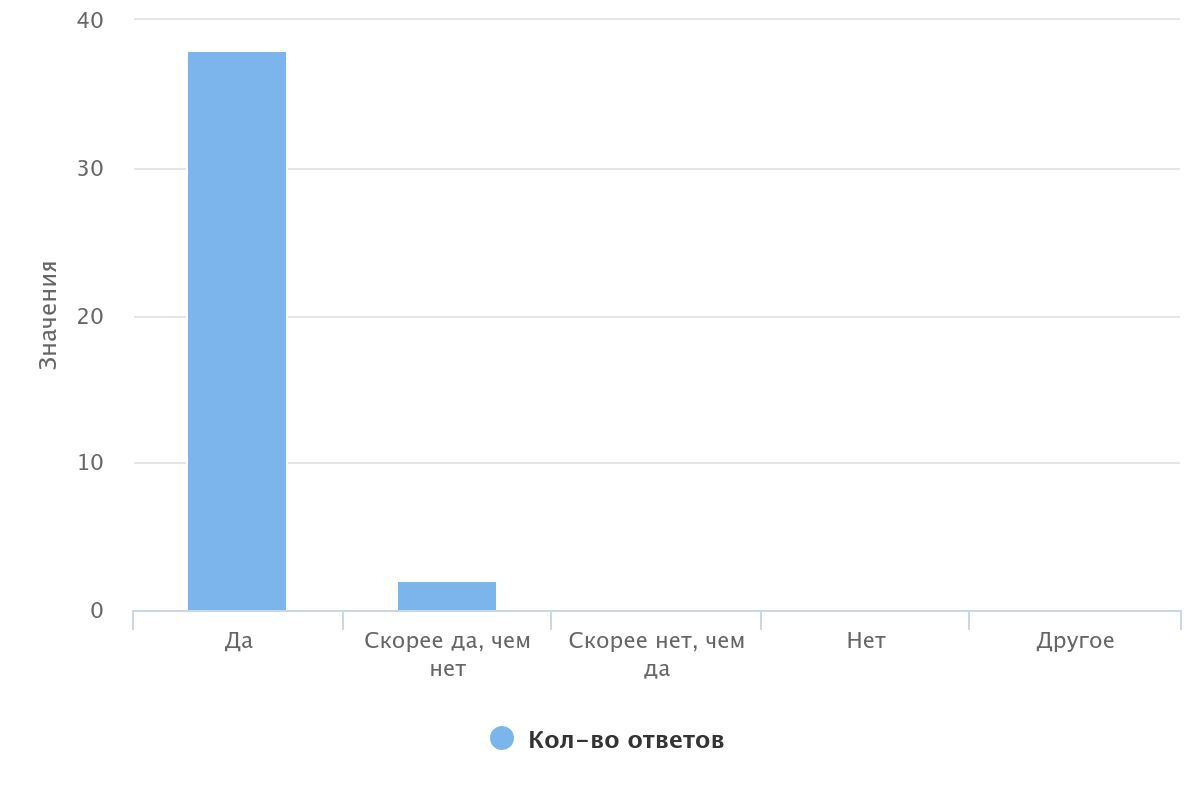 40
30
20
10
0
Значения
Да
Скорее да, чем
нет
Скорее нет, чем
да
Нет
Другое
Кол-во ответов